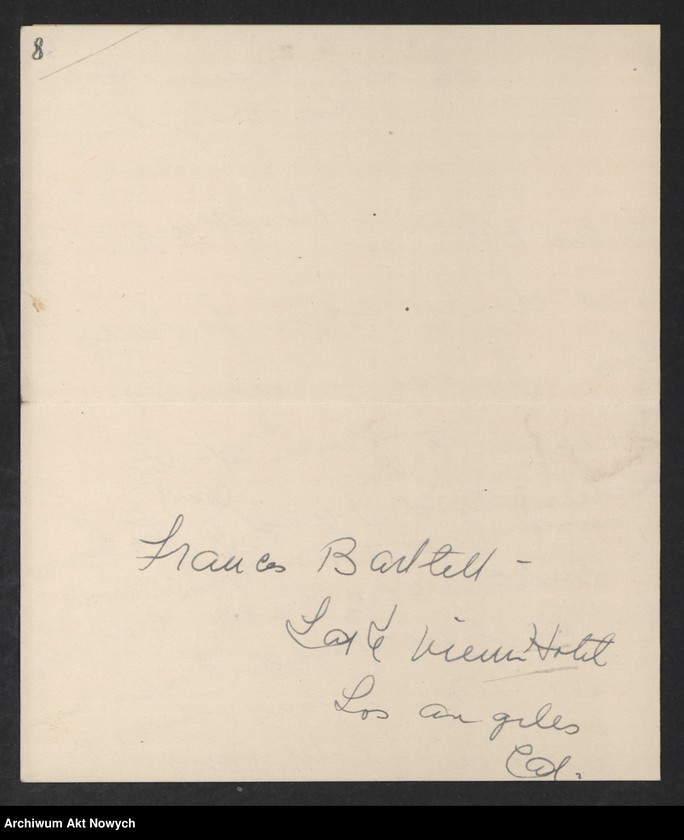 8
Frances Bartlett -
Lake View Hotel
Los angeles
Cal.
Archiwum Akt Nowych